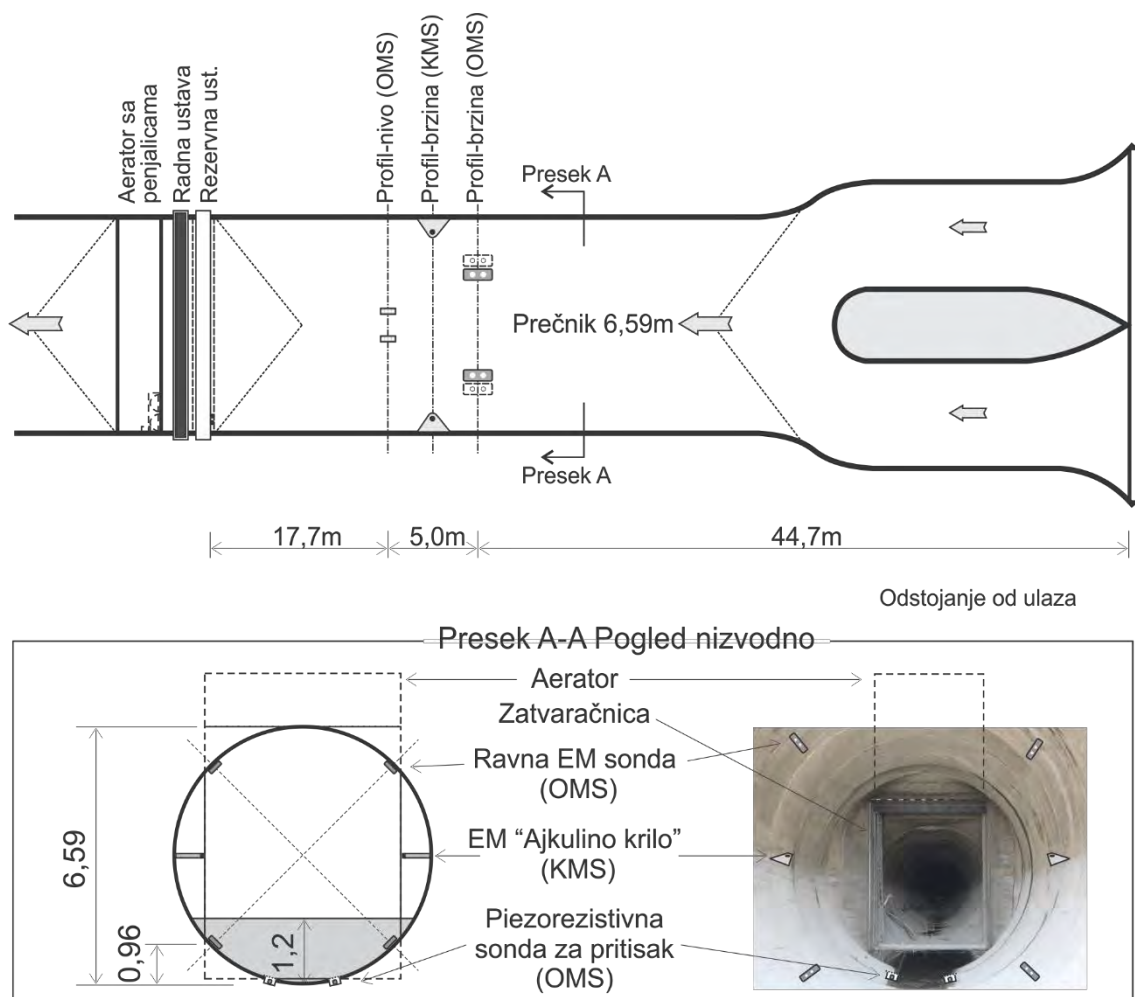 Aerator sa
penjalicama
Radna ustava
Rezervna ust.
Profil-nivo (OMS)
Profil-brzina (KMS)
Profil-brzina (OMS)
Presek A
Prečnik 6,59m
Presek A
17,7m
5,0m
44,7m
Odstojanje od ulaza
Presek A-A Pogled nizvodno
Aerator
Zatvaračnica
Ravna EM sonda
(OMS)
EM “Ajkulino krilo”
(KMS)
Piezorezistivna
sonda za pritisak
(OMS)
6,59
0,96
1,2